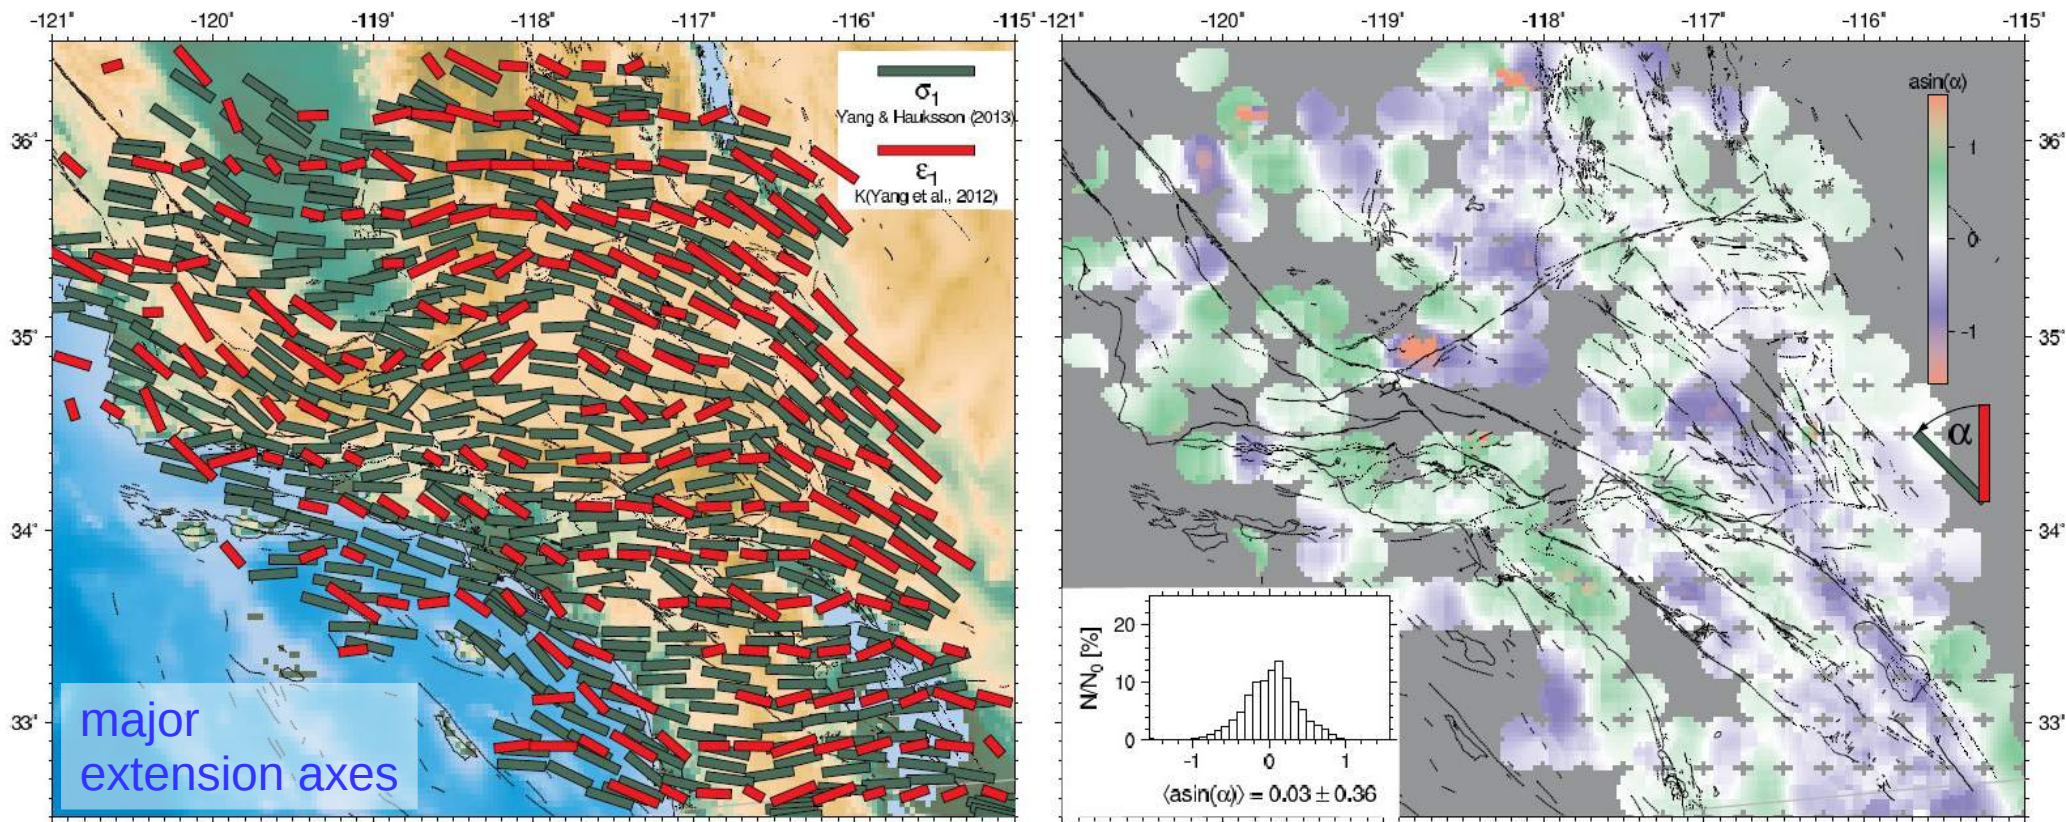 -121° -120° -119° -118° -117° -116° -115°
36°
35°
34°
33°
σ1
Yang & Hauksson (2013)
ε1
K(Yang et al., 2012)
major
extension axes
-121° -120° -119° -118° -117° -116° -115°
asin(α)
1
0
-1
α
36°
35°
34°
33°
N/N0 [%]
20
10
0
-1 0 1
⟨asin(α)⟩ = 0.03 ± 0.36